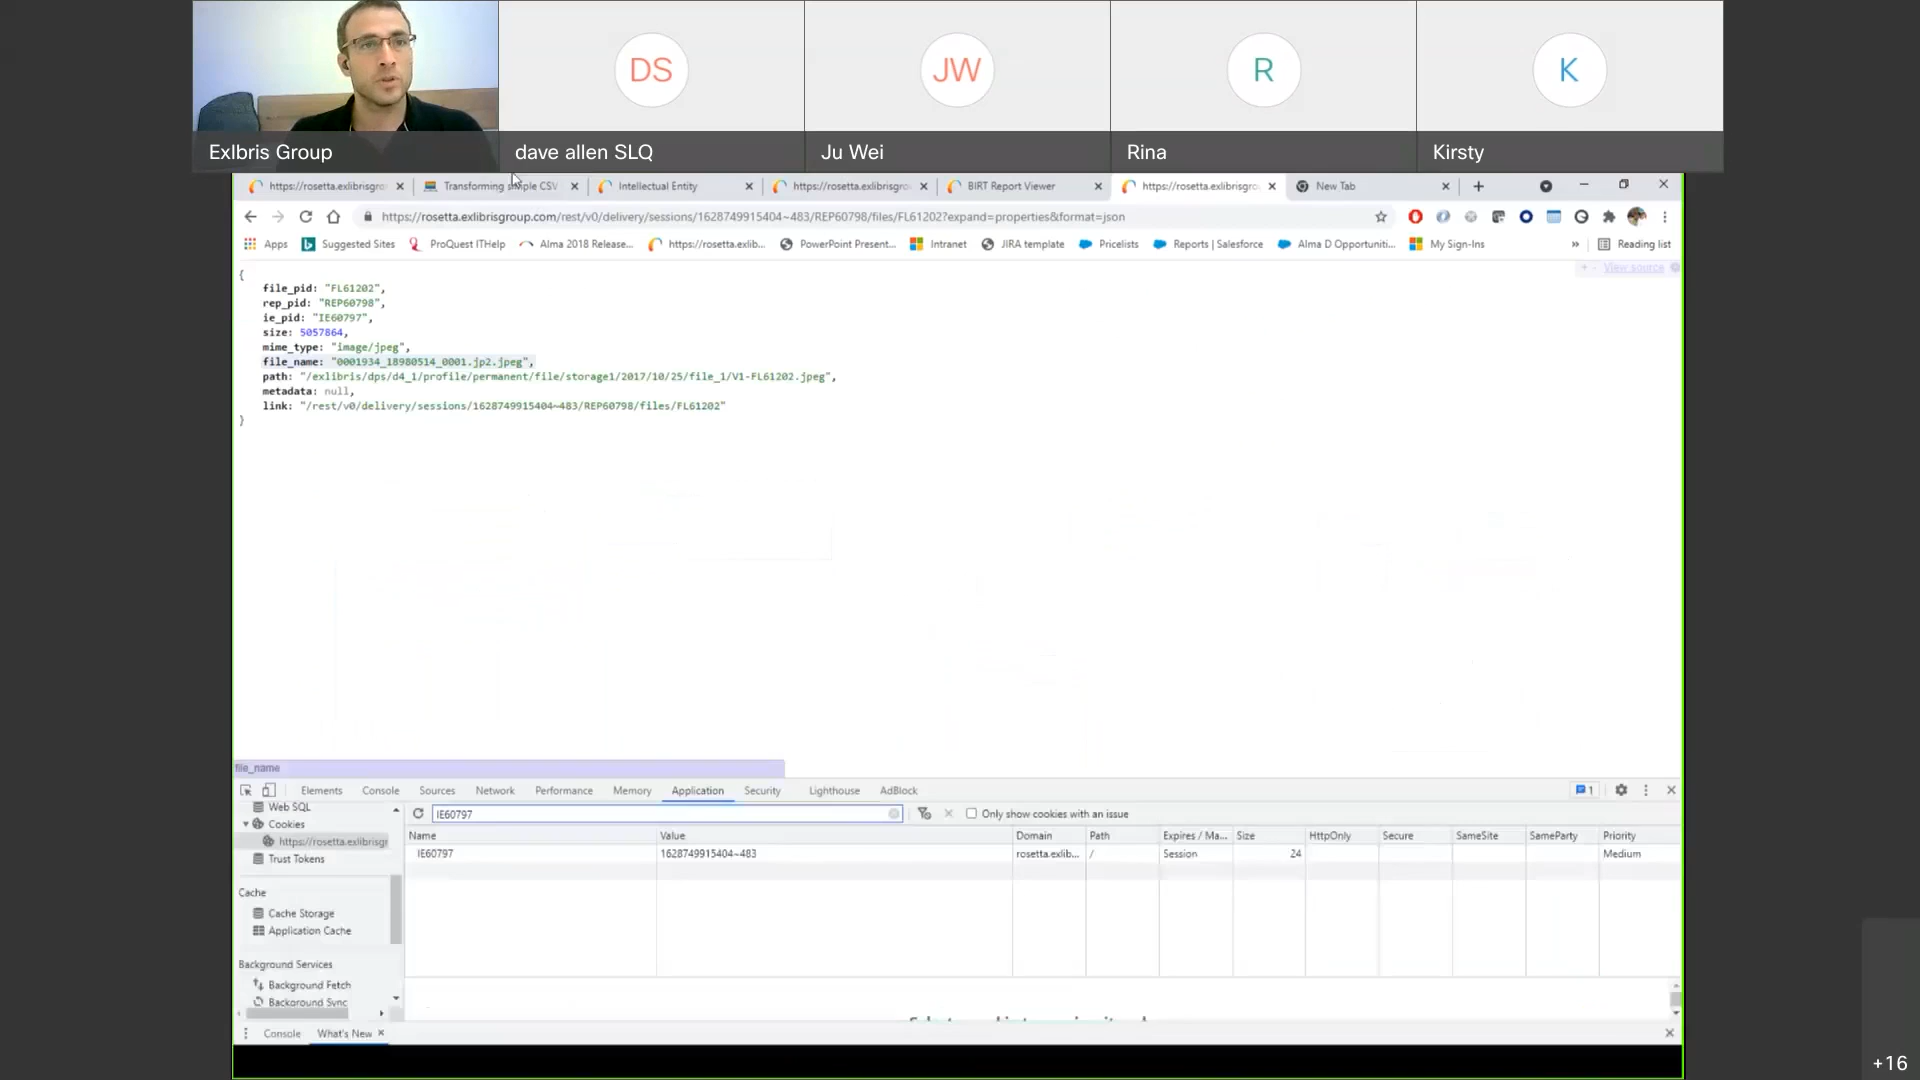 DS
JW
R
K
ExIbris Group
dave allen SLQ
Ju Wei
Rina
Kirsty
https://rosetta.exlibrisgro
Transforming simple CSV
Intellectual Entity
https://rosetta.exlibrisgro
BIRT Report Viewer
https://rosetta.exlibrisgro
New Tab
https://rosetta.exlibrisgroup.com/rest/v0/delivery/sessions/1628749915404~483/REP60798/files/FL61202?expand=properties&format=json
Apps
Suggested Sites
ProQuest ITHelp
Alma 2018 Release...
https://rosetta.exlib...
PowerPoint Present...
Intranet
JIRA template
Pricelists
Reports | Salesforce
Alma D Opportuniti...
My Sign-Ins
»
Reading list
+ - View source
{
file_pid: "FL61202",
rep_pid: "REP60798",
ie_pid: "IE60797",
size: 5057864,
mime_type: "image/jpeg",
file_name: "0001934_18980514_0001.jp2.jpeg",
path: "/exlibris/dps/d4_1/profile/permanent/file/storage1/2017/10/25/file_1/V1-FL61202.jpeg",
metadata: null,
link: "/rest/v0/delivery/sessions/1628749915404~483/REP60798/files/FL61202"
}
file_name
Elements Console Sources Network Performance Memory Application Security Lighthouse AdBlock
1
Web SQL
Cookies
https://rosetta.exlibrisgr
Trust Tokens
Cache
Cache Storage
Application Cache
Background Services
Background Fetch
Background Sync
IE60797
Only show cookies with an issue
Name Value Domain Path Expires / Ma... Size HttpOnly Secure SameSite SameParty Priority
IE60797 1628749915404~483 rosetta.exlib... / Session 24 Medium
Console What's New
+16